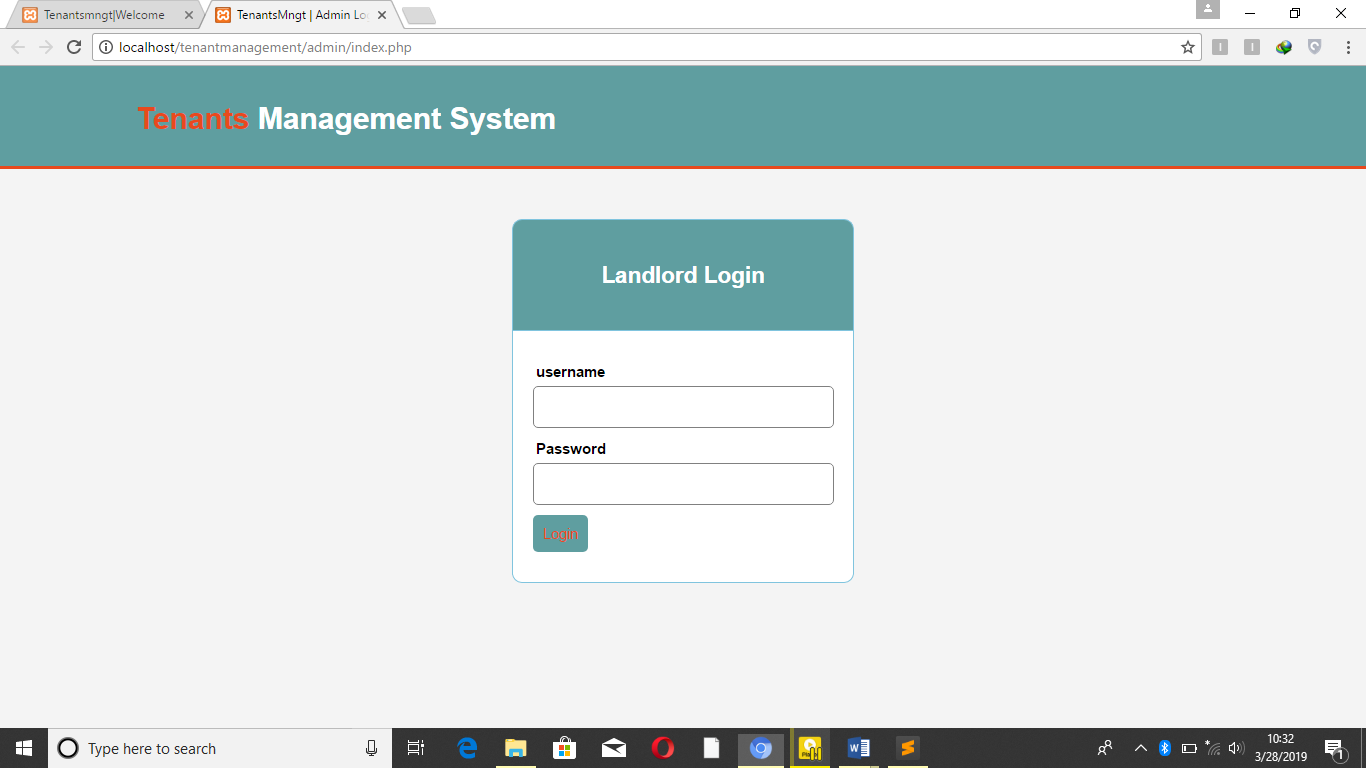 Tenantsmngt|Welcome
TenantsMngt | Admin Lo
localhost/tenantmanagement/admin/index.php
Tenants Management System
Landlord Login
username
Password
Login
Type here to search
10:32
3/28/2019
1